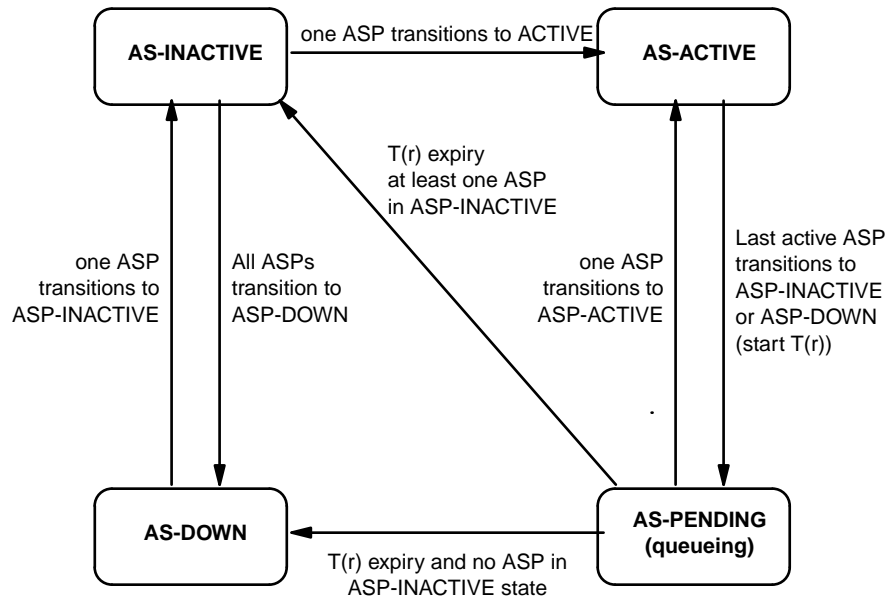 AS-INACTIVE
one ASP transitions to ACTIVE
AS-ACTIVE
T(r) expiry
at least one ASP
in ASP-INACTIVE
one ASP
transitions to
ASP-INACTIVE
All ASPs
transition to
ASP-DOWN
one ASP
transitions to
ASP-ACTIVE
Last active ASP
transitions to
ASP-INACTIVE
or ASP-DOWN
(start T(r))
AS-DOWN
T(r) expiry and no ASP in
ASP-INACTIVE state
AS-PENDING
(queueing)